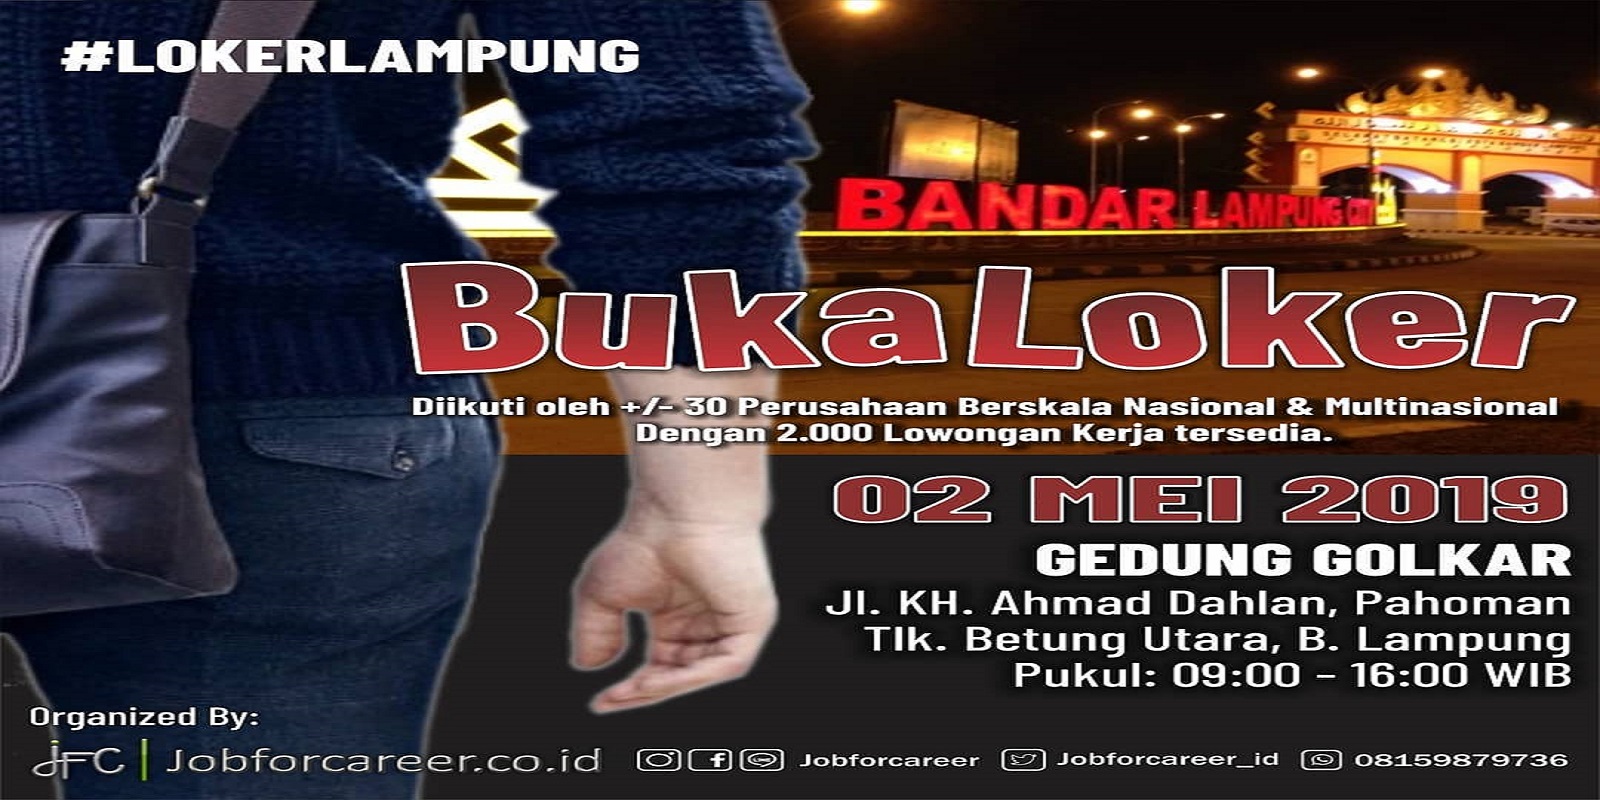 #LOKERLAMPUNG
BANDAR LAMPUNG CITY
BukaLoker
Diikuti oleh +/- 30 Perusahaan Berskala Nasional & Multinasional
Dengan 2.000 Lowongan Kerja tersedia.
02 MEI 2019
GEDUNG GOLKAR
Jl. KH. Ahmad Dahlan, Pahoman
Tlk. Betung Utara, B. Lampung
Pukul: 09:00 - 16:00 WIB
Organized By:
jFC | Jobforcareer.co.id
Jobforcareer Jobforcareer_id 08159879736